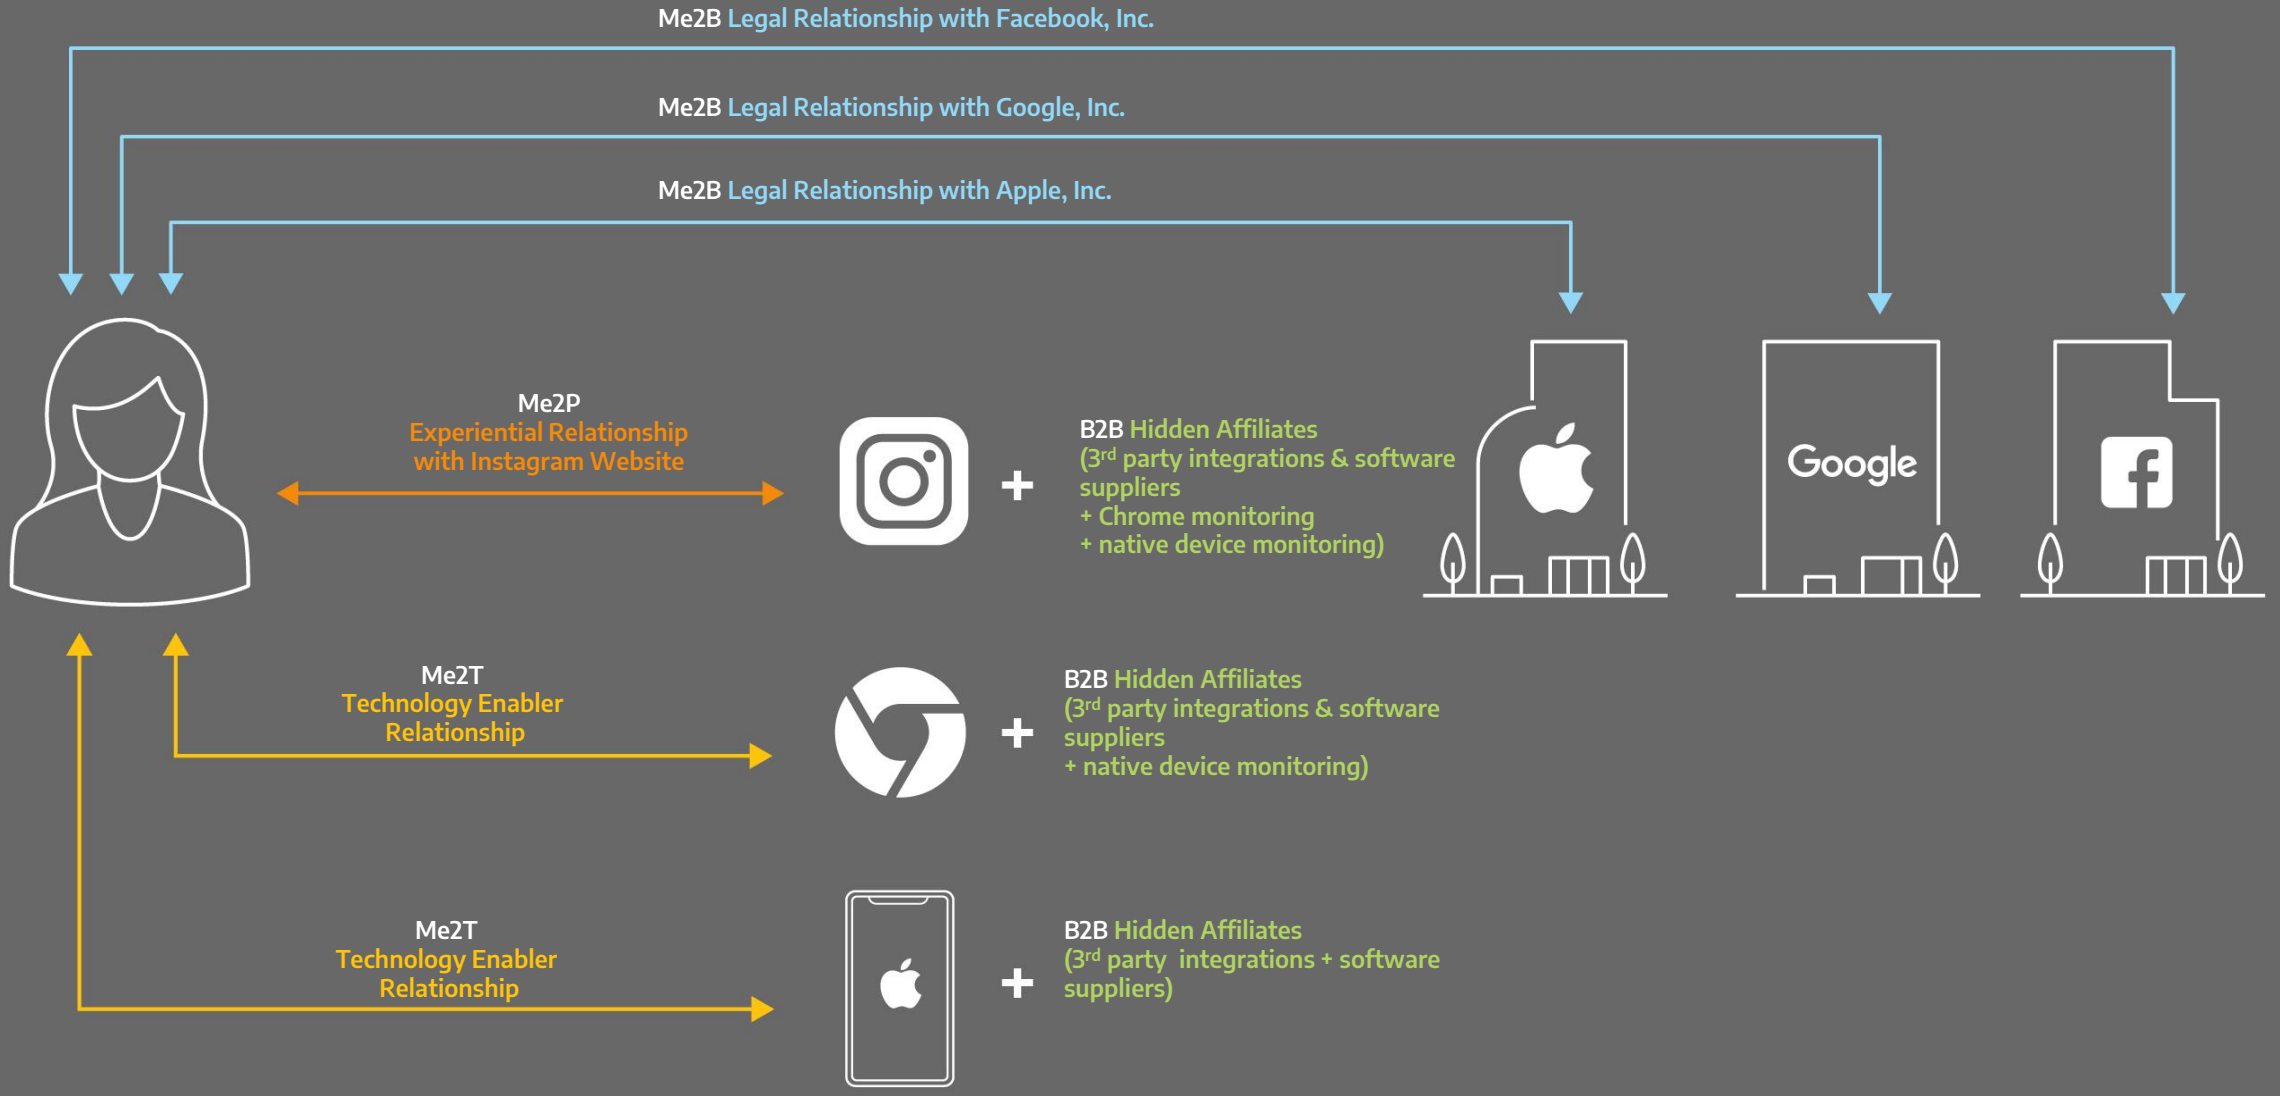 Me2B Legal Relationship with Facebook, Inc.
Me2B Legal Relationship with Google, Inc.
Me2B Legal Relationship with Apple, Inc.
Me2P
Experiential Relationship
with Instagram Website
B2B Hidden Affiliates
(3rd party integrations & software
suppliers
+ Chrome monitoring
+ native device monitoring)
Google
Me2T
Technology Enabler
Relationship
B2B Hidden Affiliates
(3rd party integrations & software
suppliers
+ native device monitoring)
Me2T
Technology Enabler
Relationship
B2B Hidden Affiliates
(3rd party integrations + software
suppliers)